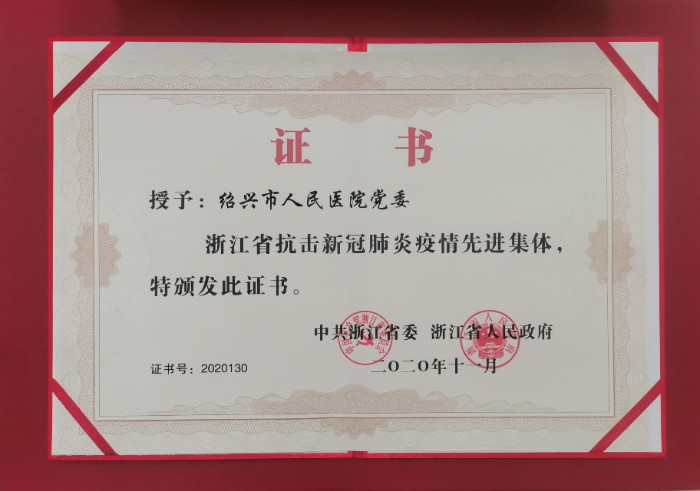 证 书
授予：绍兴市人民医院党委
浙江省抗击新冠肺炎疫情先进集体，
特颁发此证书。
中共浙江省委 浙江省人民政府
二〇二〇年十一月
证书号：2020130